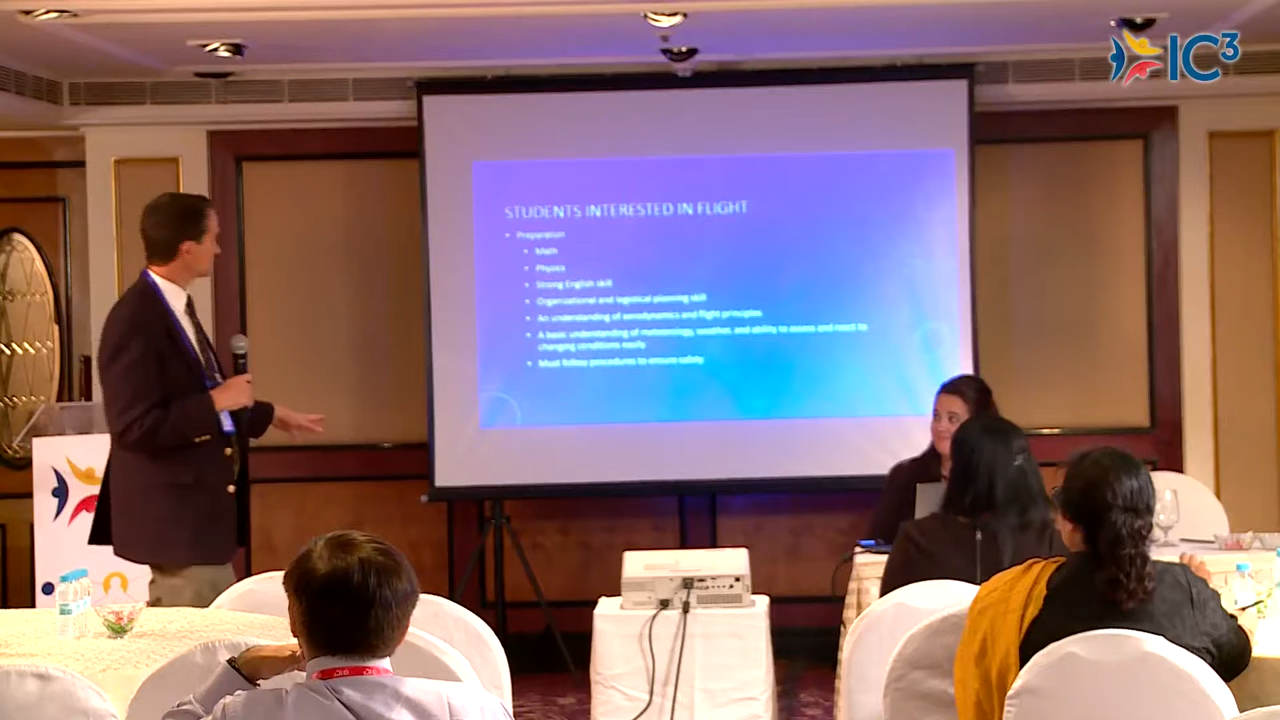 IC³
STUDENTS INTERESTED IN FLIGHT
• Preparation
• Math
• Physics
• Strong English skill
• Organizational and logistical planning skill
• An understanding of aerodynamics and flight principles
• A basic understanding of meteorology, weather, and ability to assess and react to
changing conditions easily
• Must follow procedures to ensure safety